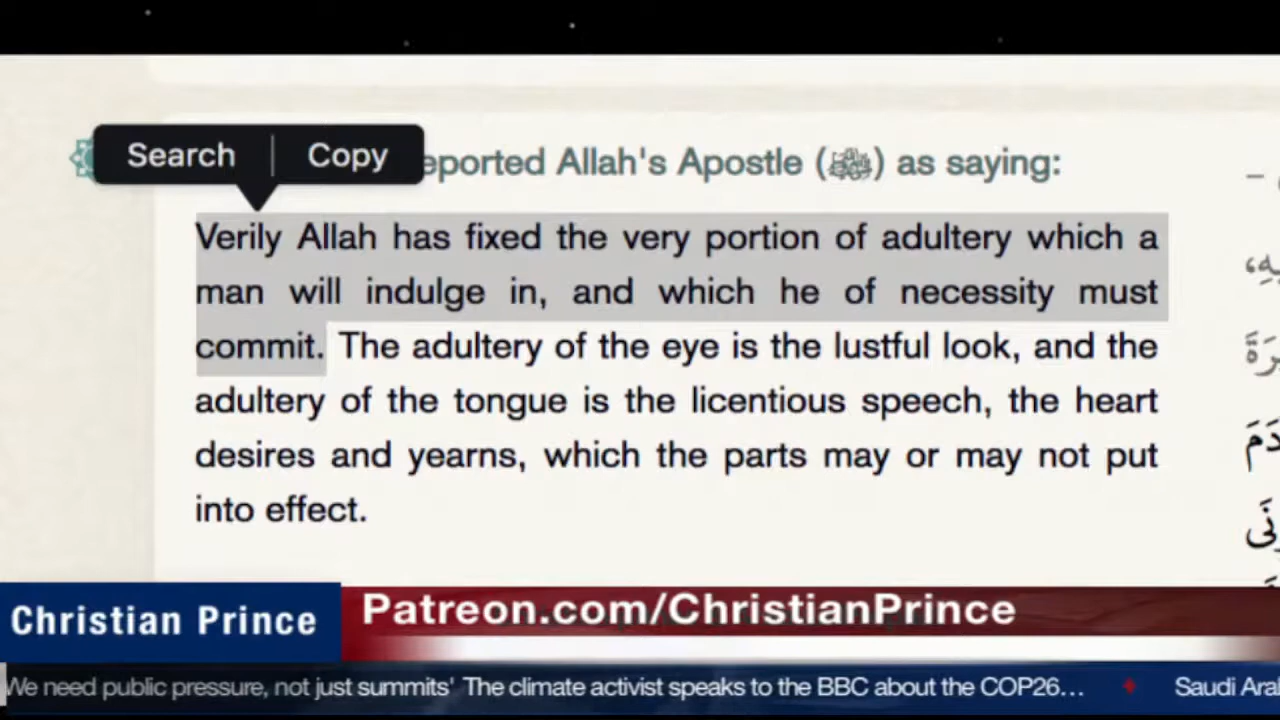 Search | Copy
eported Allah's Apostle (ﷺ) as saying:
Verily Allah has fixed the very portion of adultery which a
man will indulge in, and which he of necessity must
commit. The adultery of the eye is the lustful look, and the
adultery of the tongue is the licentious speech, the heart
desires and yearns, which the parts may or may not put
into effect.
Christian Prince
Patreon.com/ChristianPrince
We need public pressure, not just summits' The climate activist speaks to the BBC about the COP26... Saudi Aral